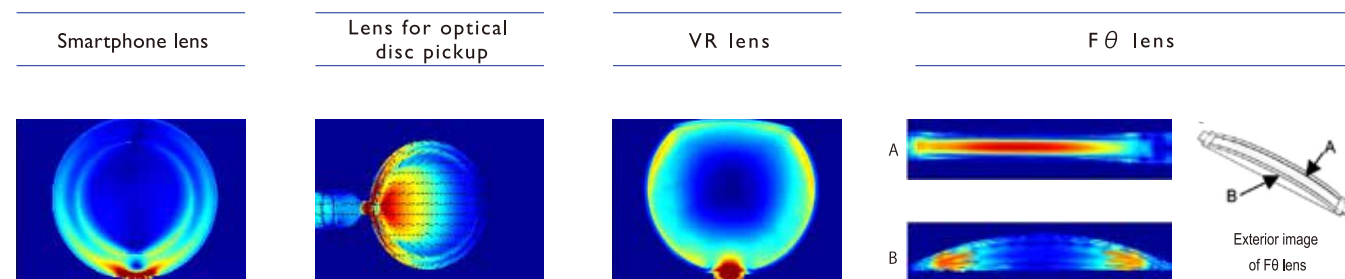 Smartphone lens
Lens for optical
disc pickup
VR lens
Fθ lens
A
B
A
B
Exterior image
of Fθ lens